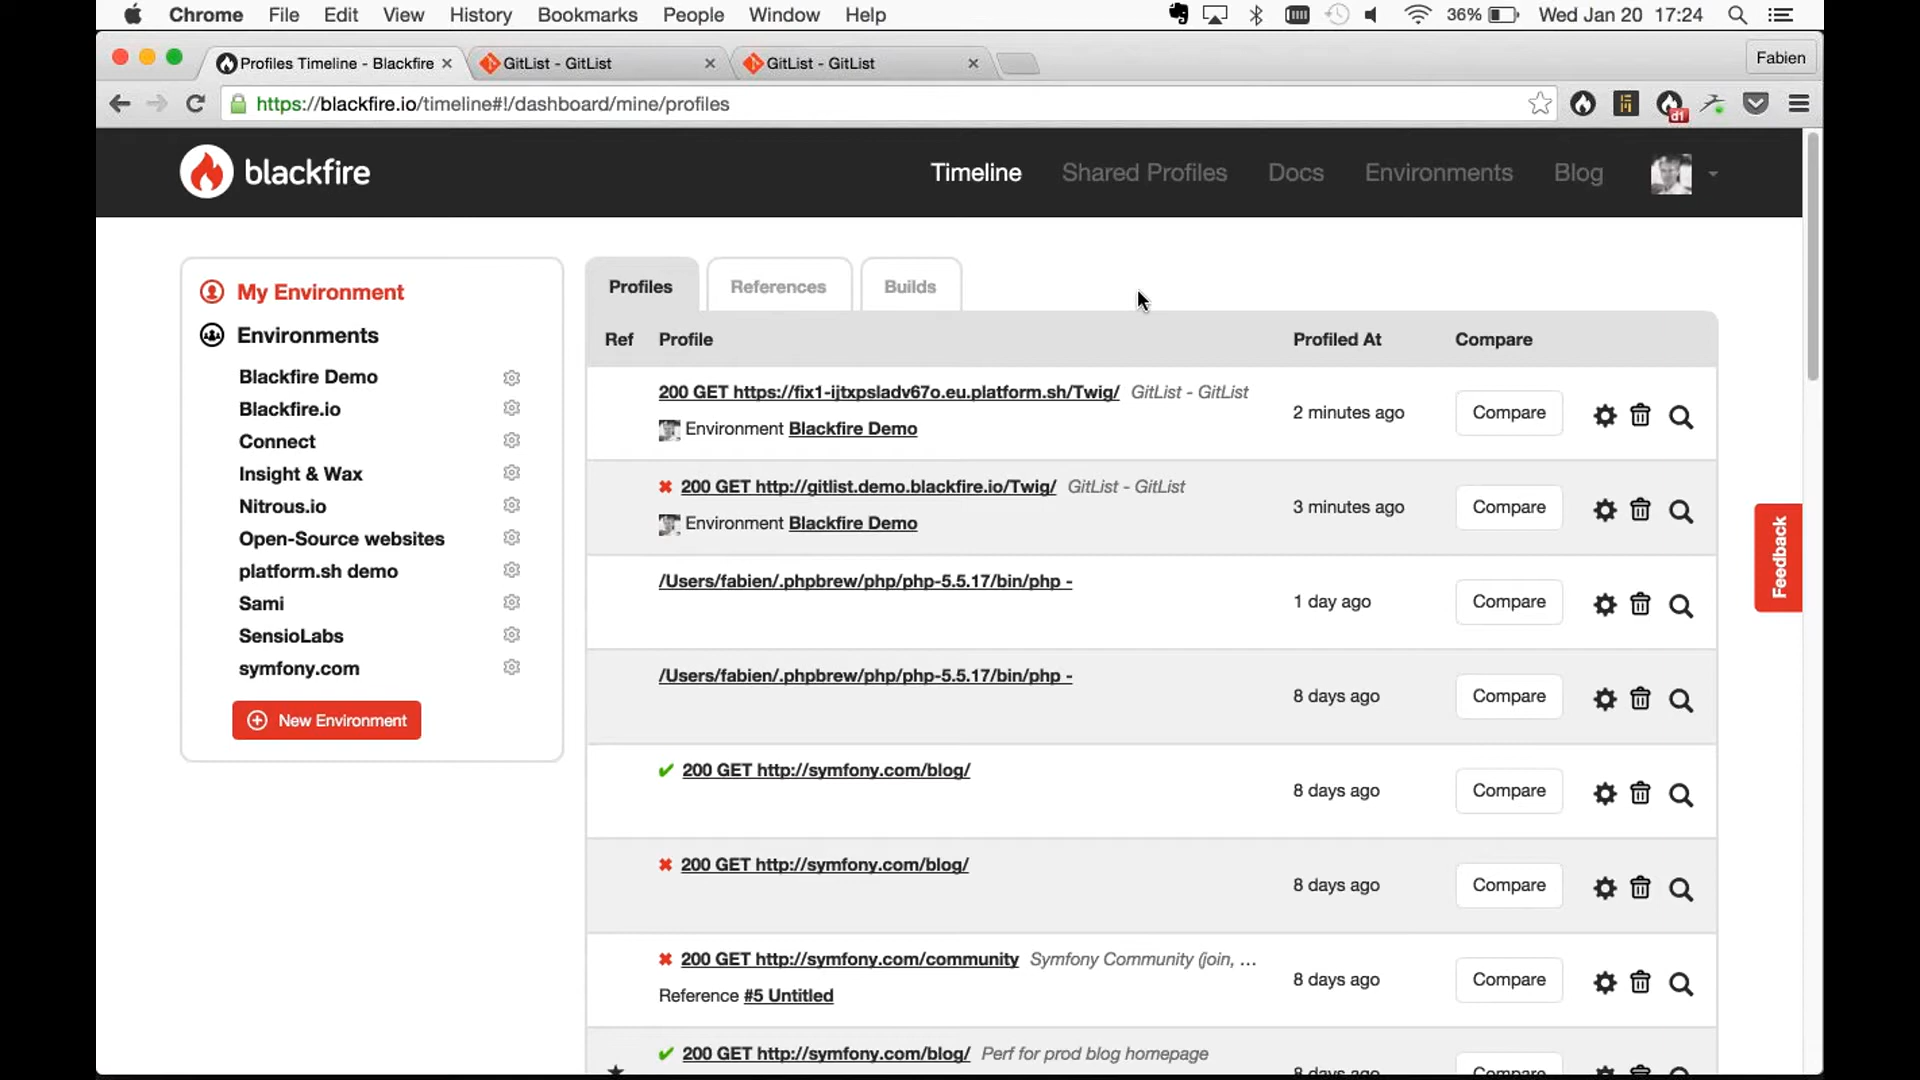 Chrome File Edit View History Bookmarks People Window Help 36% Wed Jan 20 17:24
Profiles Timeline - Blackfire GitList - GitList GitList - GitList Fabien
https://blackfire.io/timeline#!/dashboard/mine/profiles
d1
blackfire Timeline Shared Profiles Docs Environments Blog
My Environment
Environments
Blackfire Demo
Blackfire.io
Connect
Insight & Wax
Nitrous.io
Open-Source websites
platform.sh demo
Sami
SensioLabs
symfony.com
New Environment
Profiles References Builds
Ref Profile Profiled At Compare
200 GET https://fix1-ijtxpsladv67o.eu.platform.sh/Twig/ GitList - GitList
Environment Blackfire Demo
2 minutes ago Compare
200 GET http://gitlist.demo.blackfire.io/Twig/ GitList - GitList
Environment Blackfire Demo
3 minutes ago Compare
/Users/fabien/.phpbrew/php/php-5.5.17/bin/php -
1 day ago Compare
/Users/fabien/.phpbrew/php/php-5.5.17/bin/php -
8 days ago Compare
200 GET http://symfony.com/blog/
8 days ago Compare
200 GET http://symfony.com/blog/
8 days ago Compare
200 GET http://symfony.com/community Symfony Community (join, ...
Reference #5 Untitled
8 days ago Compare
200 GET http://symfony.com/blog/ Perf for prod blog homepage
8 days ago Compare
Feedback